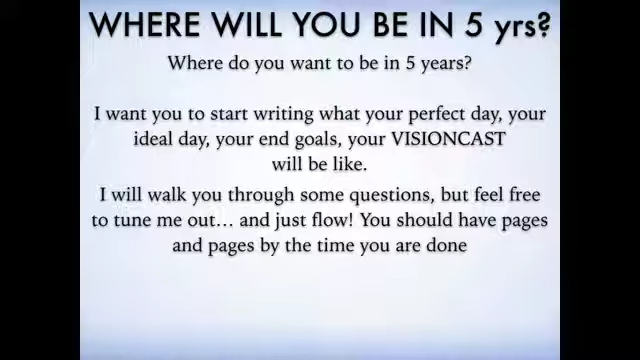 WHERE WILL YOU BE IN 5 yrs?
Where do you want to be in 5 years?
I want you to start writing what your perfect day, your
ideal day, your end goals, your VISIONCAST
will be like.
I will walk you through some questions, but feel free
to tune me out... and just flow! You should have pages
and pages by the time you are done